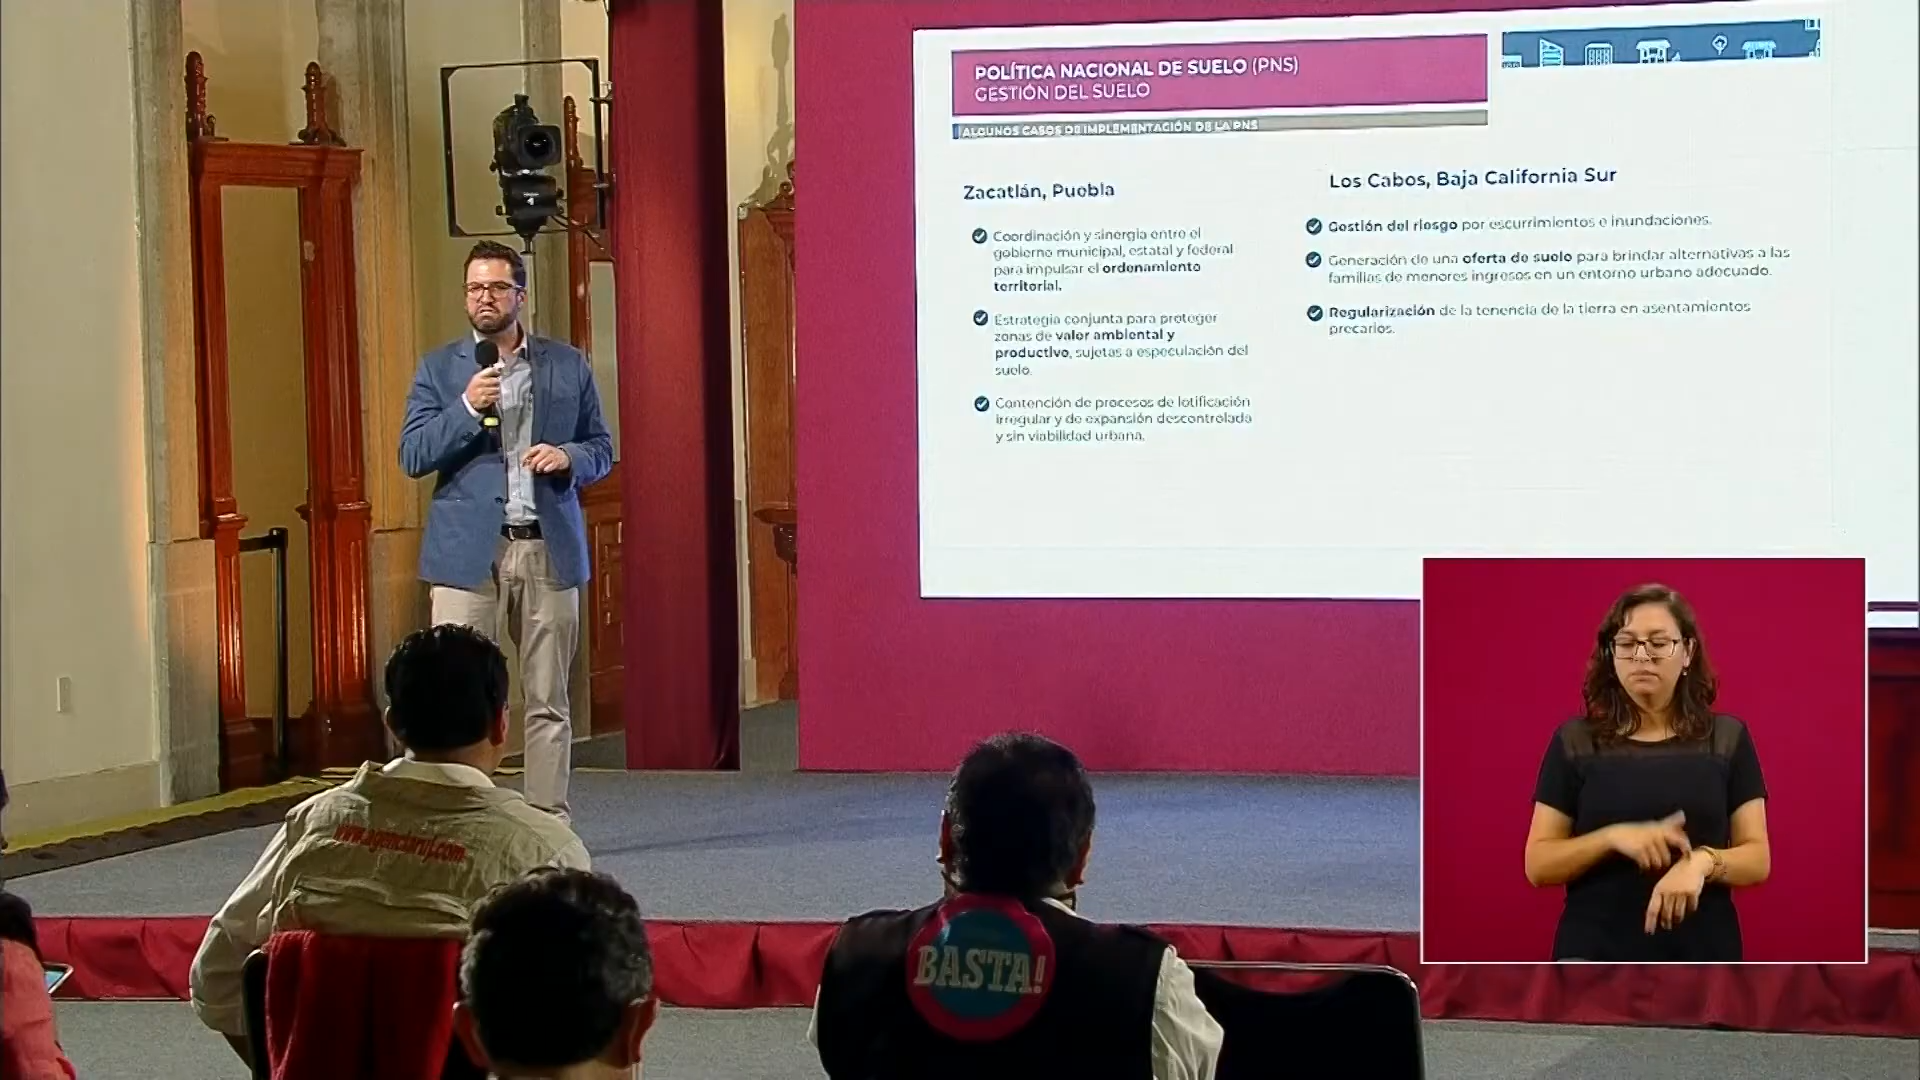 POLÍTICA NACIONAL DE SUELO (PNS)
GESTIÓN DEL SUELO
ALGUNOS CASOS DE IMPLEMENTACIÓN DE LA PNS
Zacatlán, Puebla
Coordinación y sinergia entre el
gobierno municipal, estatal y federal
para impulsar el ordenamiento
territorial.
Estrategia conjunta para proteger
zonas de valor ambiental y
productivo, sujetas a especulación del
suelo.
Contención de procesos de lotificación
irregular y de expansión descontrolada
y sin viabilidad urbana.
Los Cabos, Baja California Sur
Gestión del riesgo por escurrimientos e inundaciones.
Generación de una oferta de suelo para brindar alternativas a las
familias de menores ingresos en un entorno urbano adecuado.
Regularización de la tenencia de la tierra en asentamientos
precarios.
BASTA!